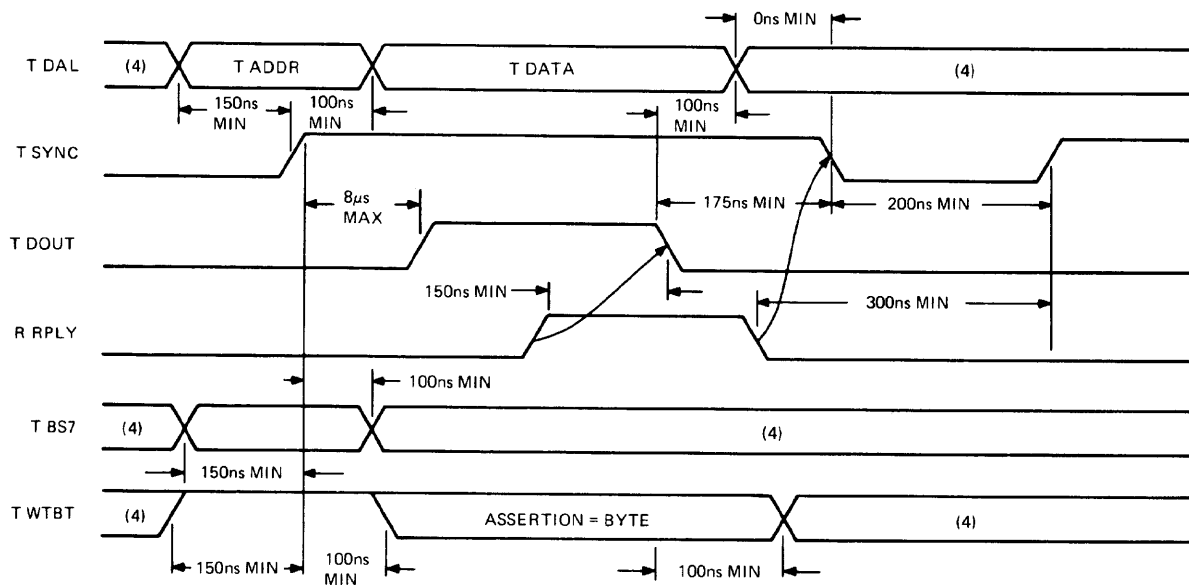 0ns MIN
T DAL
(4)
T ADDR
T DATA
(4)
150ns
MIN
100ns
MIN
100ns
MIN
T SYNC
8µs
MAX
175ns MIN
200ns MIN
T DOUT
150ns MIN
300ns MIN
R RPLY
100ns MIN
T BS7
(4)
(4)
150ns MIN
T WTBT
(4)
ASSERTION = BYTE
(4)
150ns MIN
100ns
MIN
100ns MIN